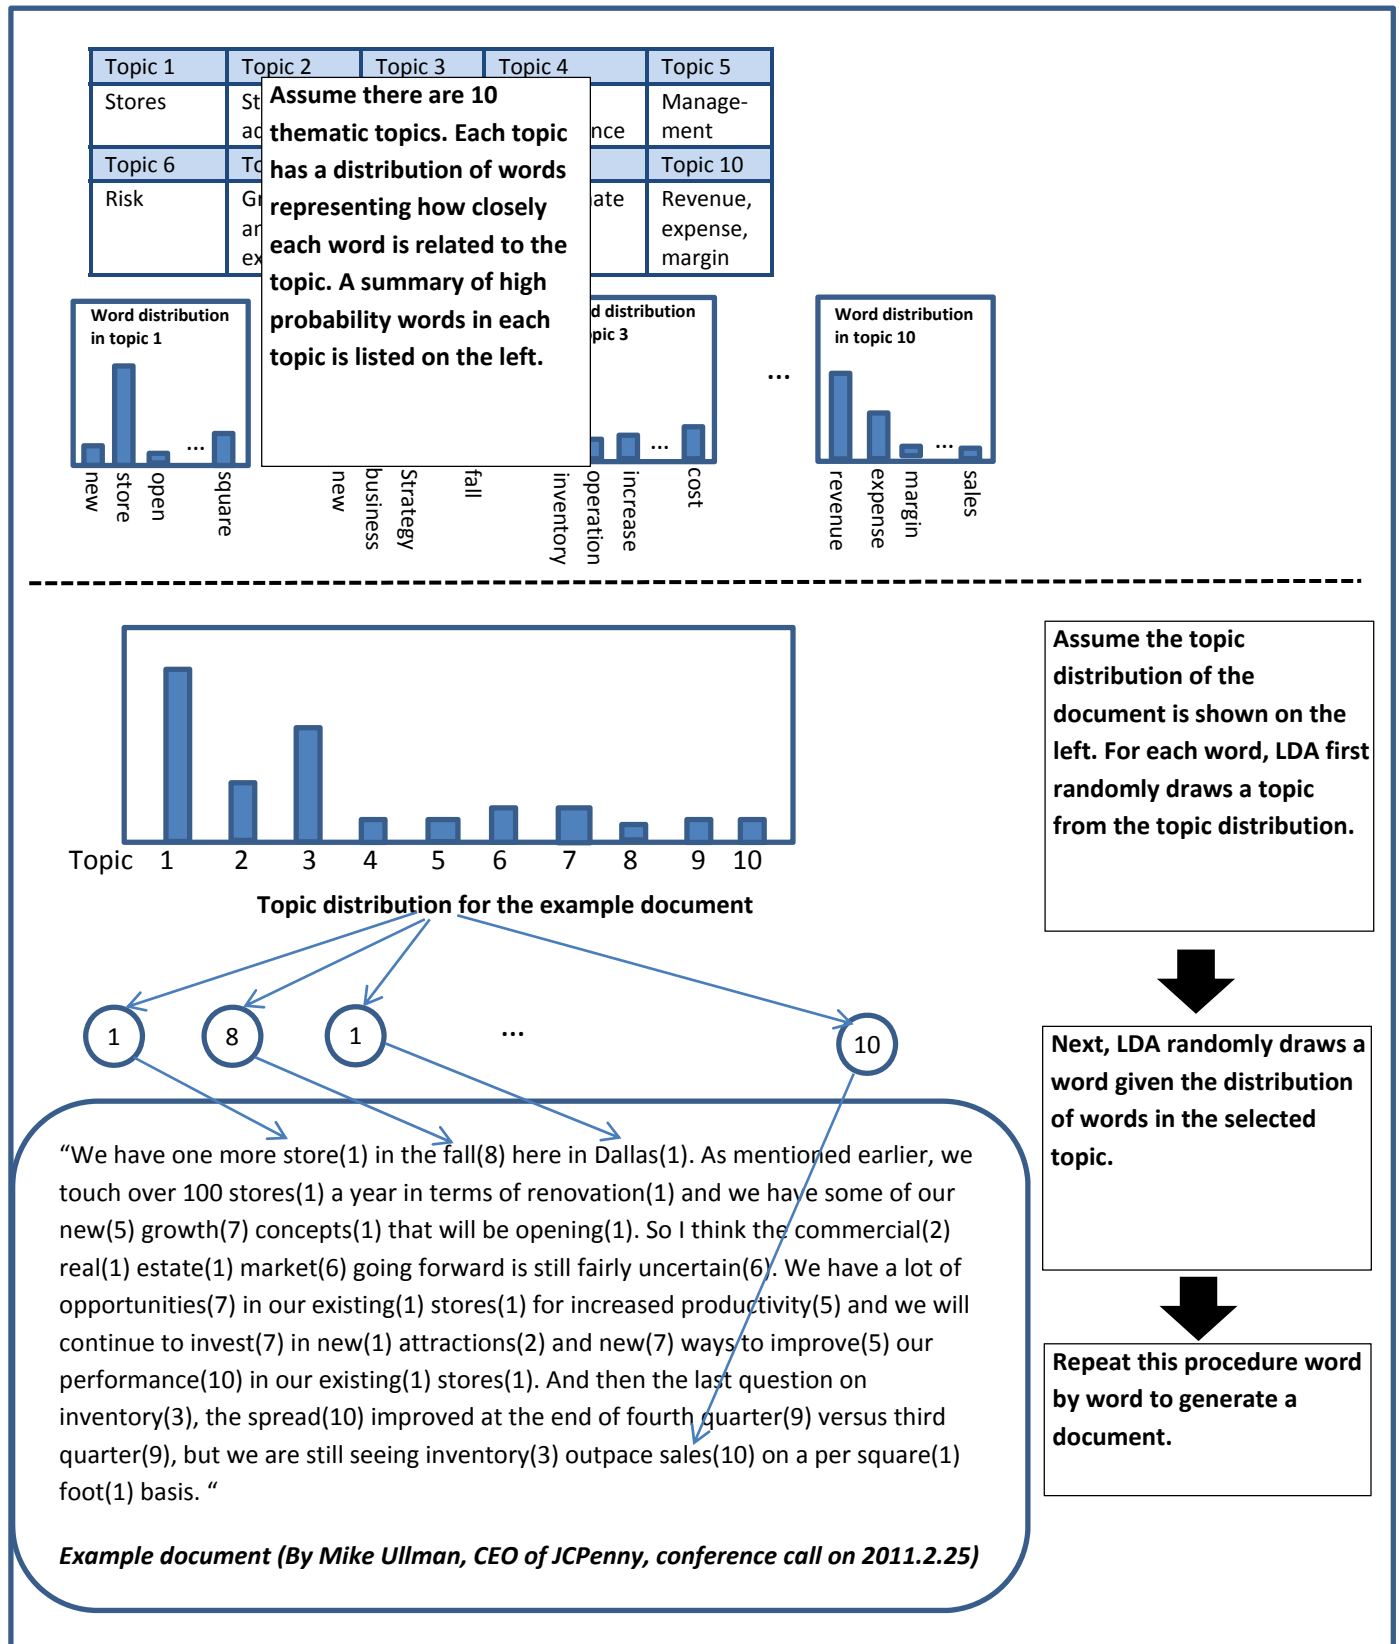 Topic 1 Topic 2 Topic 3 Topic 4 Topic 5
Stores
Manage-
ment
Topic 6 Topic 10
Risk Revenue,
expense,
margin
Assume there are 10
thematic topics. Each topic
has a distribution of words
representing how closely
each word is related to the
topic. A summary of high
probability words in each
topic is listed on the left.
Word distribution
in topic 1
distribution
3
Word distribution
in topic 10
... ... ... ...
new store open square
new business Strategy fall
inventory operation increase cost
revenue expense margin sales
Assume the topic
distribution of the
document is shown on the
left. For each word, LDA first
randomly draws a topic
from the topic distribution.
Topic 1 2 3 4 5 6 7 8 9 10
Topic distribution for the example document
1 8 1 ... 10
Next, LDA randomly draws a
word given the distribution
of words in the selected
topic.
“We have one more store(1) in the fall(8) here in Dallas(1). As mentioned earlier, we
touch over 100 stores(1) a year in terms of renovation(1) and we have some of our
new(5) growth(7) concepts(1) that will be opening(1). So I think the commercial(2)
real(1) estate(1) market(6) going forward is still fairly uncertain(6). We have a lot of
opportunities(7) in our existing(1) stores(1) for increased productivity(5) and we will
continue to invest(7) in new(1) attractions(2) and new(7) ways to improve(5) our
performance(10) in our existing(1) stores(1). And then the last question on
inventory(3), the spread(10) improved at the end of fourth quarter(9) versus third
quarter(9), but we are still seeing inventory(3) outpace sales(10) on a per square(1)
foot(1) basis. “
Example document (By Mike Ullman, CEO of JCPenny, conference call on 2011.2.25)
Repeat this procedure word
by word to generate a
document.